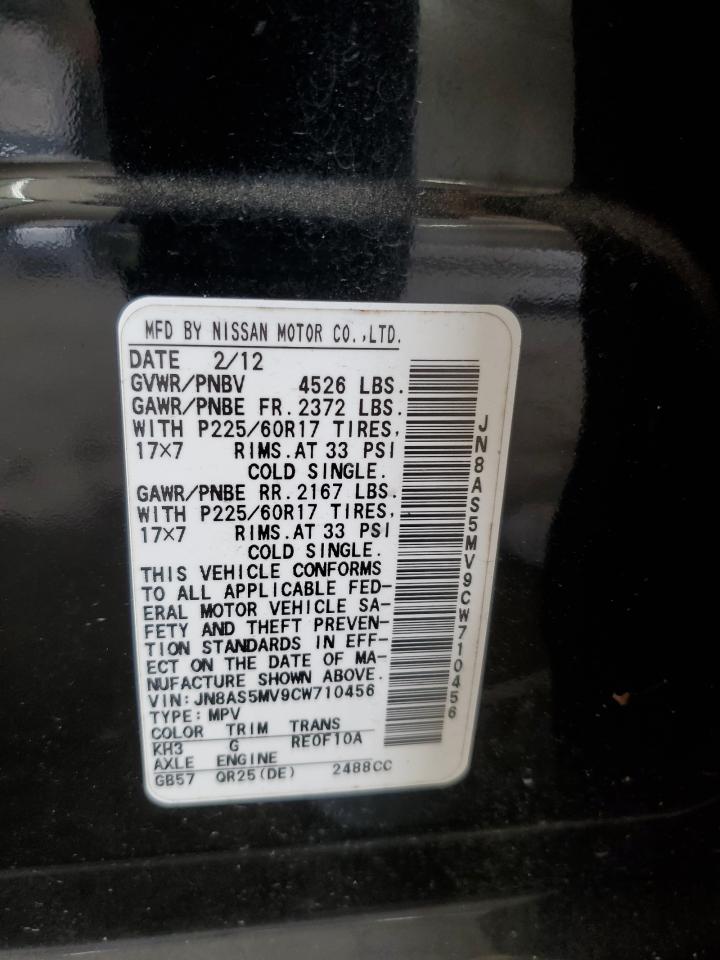 MFD BY NISSAN MOTOR CO.,LTD.
DATE 2/12
GVWR/PNBV 4526 LBS.
GAWR/PNBE FR. 2372 LBS.
WITH P225/60R17 TIRES,
17×7 RIMS.AT 33 PSI
COLD SINGLE.
GAWR/PNBE RR. 2167 LBS.
WITH P225/60R17 TIRES,
17×7 RIMS.AT 33 PSI
COLD SINGLE.
THIS VEHICLE CONFORMS
TO ALL APPLICABLE FED-
ERAL MOTOR VEHICLE SA-
FETY AND THEFT PREVEN-
TION STANDARDS IN EFF-
ECT ON THE DATE OF MA-
NUFACTURE SHOWN ABOVE.
VIN:JN8AS5MV9CW710456
TYPE:MPV
COLOR TRIM TRANS
KH3 G RE0F10A
AXLE ENGINE
GB57 QR25(DE) 2488CC
JN8AS5MV9CW710456